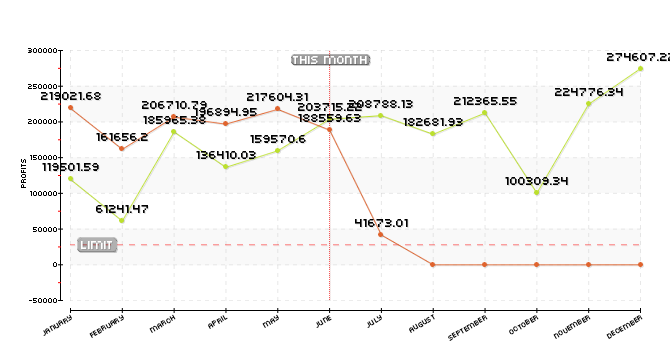 THIS MONTH
300000
250000
200000
150000
100000
50000
0
-50000
PROFITS
LIMIT
219021.68
161656.2
206710.79
196894.95
217604.31
188559.63
41673.01
119501.59
61241.47
185965.38
136410.03
159570.6
203715.22
208788.13
182681.93
212365.55
100309.34
224776.34
JANUARY
FEBRUARY
MARCH
APRIL
MAY
JUNE
JULY
AUGUST
SEPTEMBER
OCTOBER
NOVEMBER
DECEMBER